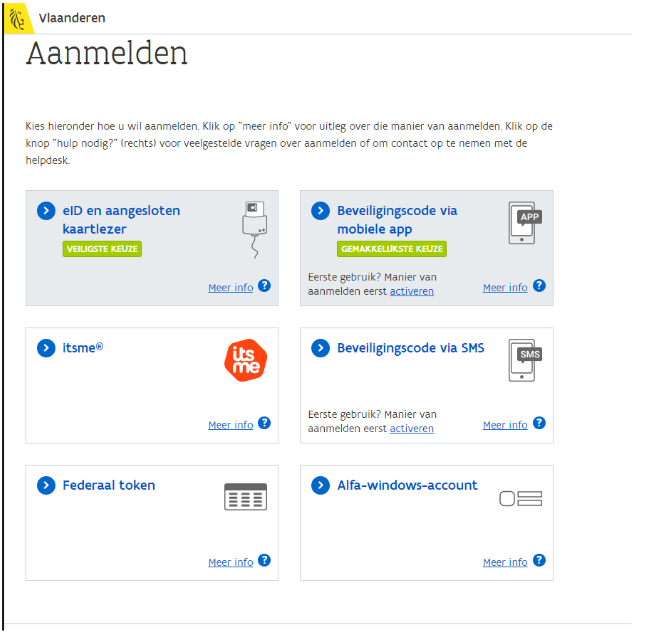 Vlaanderen
Aanmelden
Kies hieronder hoe u wil aanmelden. Klik op "meer info" voor uitleg over die manier van aanmelden. Klik op de
knop "hulp nodig?" (rechts) voor veelgestelde vragen over aanmelden of om contact op te nemen met de
helpdesk.
eID en aangesloten
kaartlezer
VEILIGSTE KEUZE
Meer info ?
Beveiligingscode via
mobiele app
GEMAKKELIJKSTE KEUZE
APP
Eerste gebruik? Manier van
aanmelden eerst activeren
Meer info ?
itsme®
its
me
Meer info ?
Beveiligingscode via SMS
SMS
Eerste gebruik? Manier van
aanmelden eerst activeren
Meer info ?
Federaal token
Meer info ?
Alfa-windows-account
Meer info ?